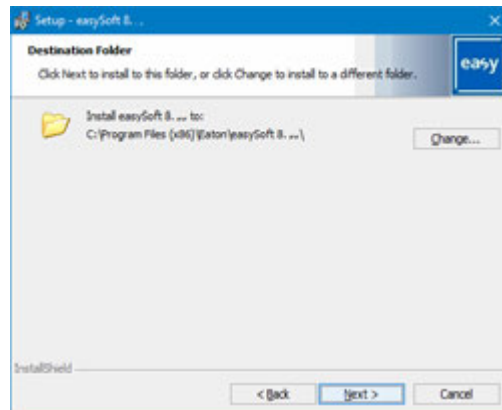 Setup - easySoft 8. ..
Destination Folder
Click Next to install to this folder, or click Change to install to a different folder.
easy
Install easySoft 8. ... to:
C:\Program Files (x86)\Eaton\easySoft 8. ...\
Change...
InstallShield
< Back
Next >
Cancel